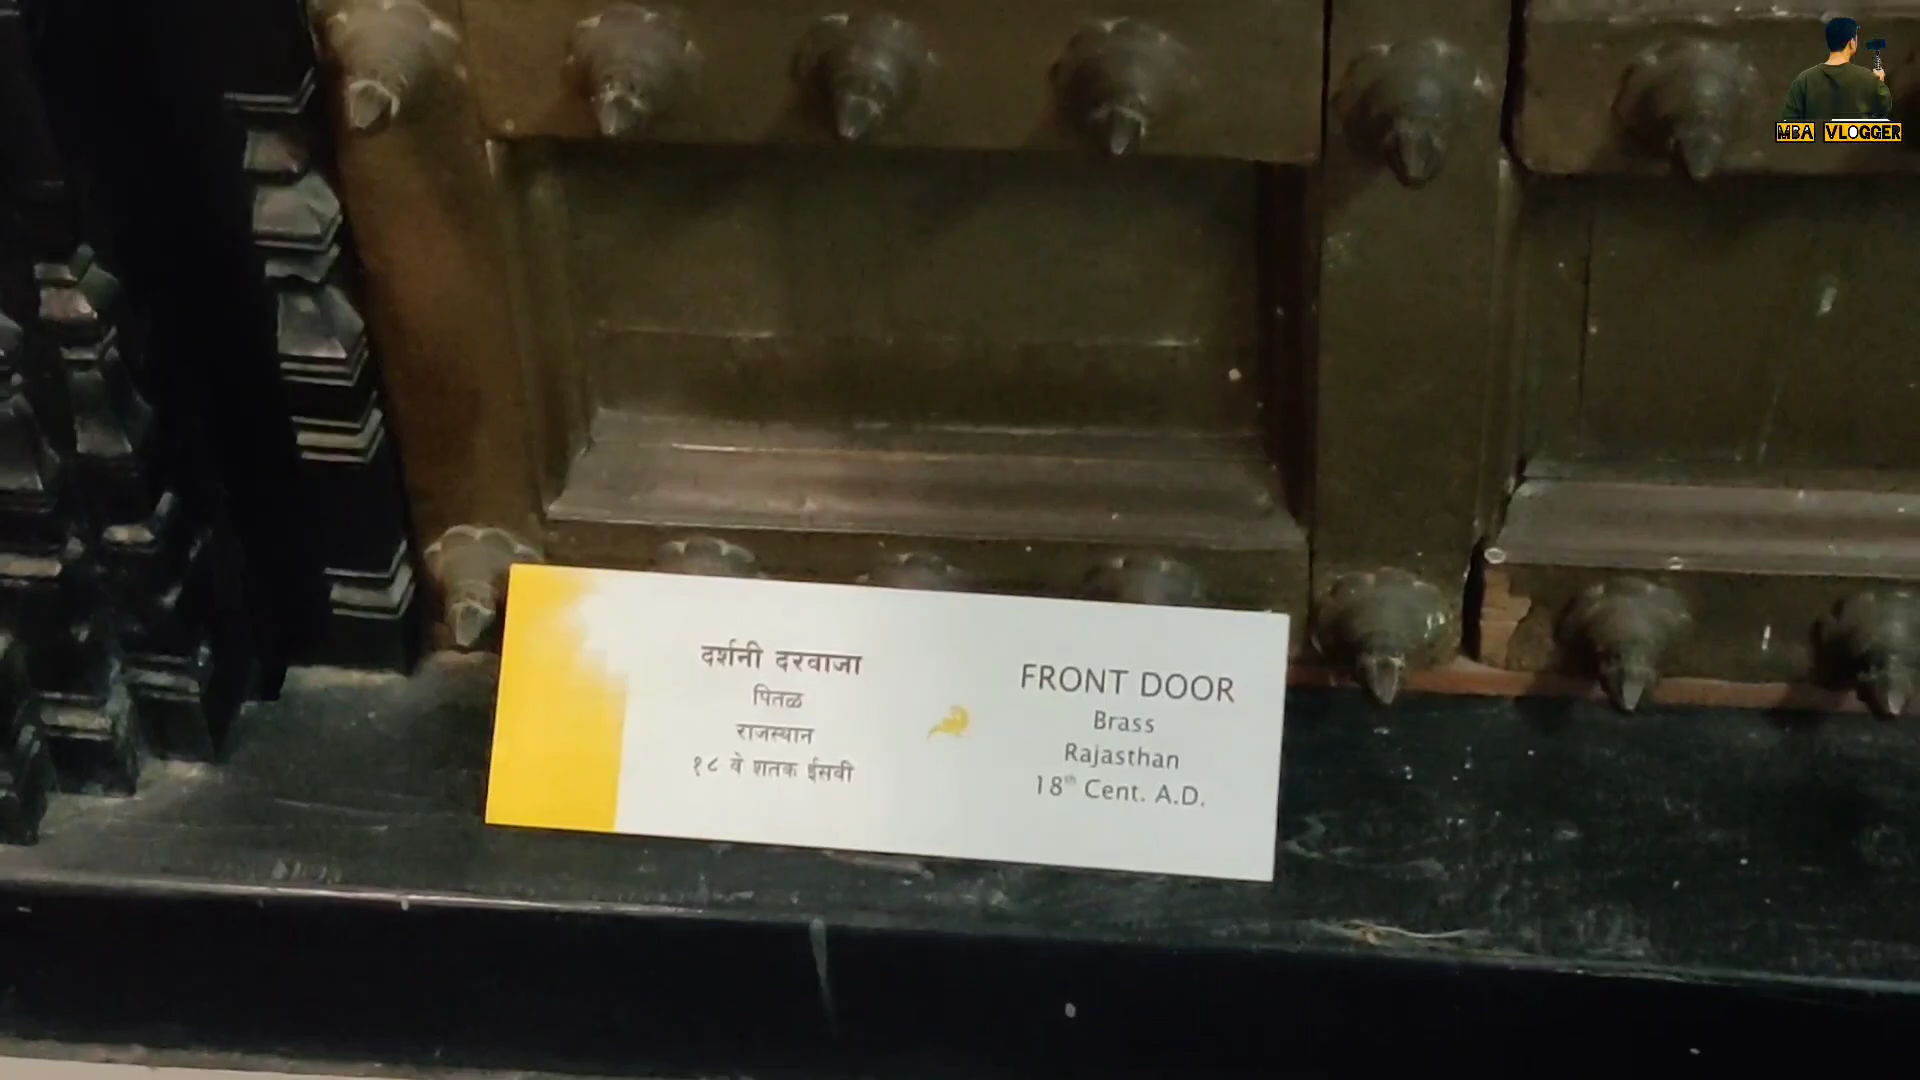 MBA VLOGGER
दर्शनी दरवाजा
पितळ
राजस्थान
१८ वे शतक ईसवी
FRONT DOOR
Brass
Rajasthan
18th Cent. A.D.